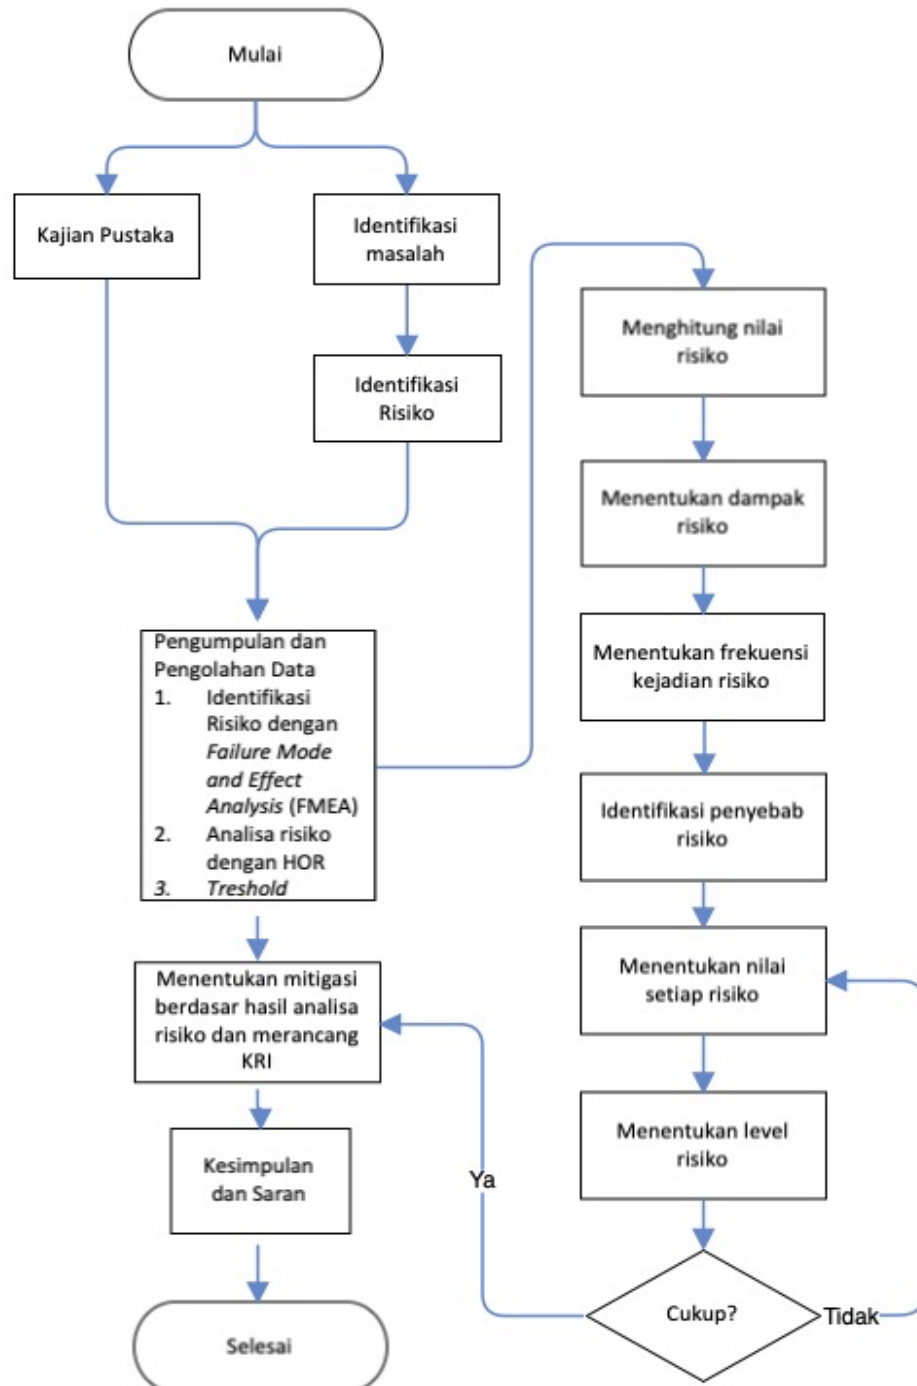 Mulai
Kajian Pustaka
Identifikasi
masalah
Identifikasi
Risiko
Pengumpulan dan
Pengolahan Data
1. Identifikasi
Risiko dengan
Failure Mode
and Effect
Analysis (FMEA)
2. Analisa risiko
dengan HOR
3. Treshold
Menentukan mitigasi
berdasar hasil analisa
risiko dan merancang
KRI
Kesimpulan
dan Saran
Selesai
Menghitung nilai
risiko
Menentukan dampak
risiko
Menentukan frekuensi
kejadian risiko
Identifikasi penyebab
risiko
Menentukan nilai
setiap risiko
Menentukan level
risiko
Cukup?
Ya
Tidak